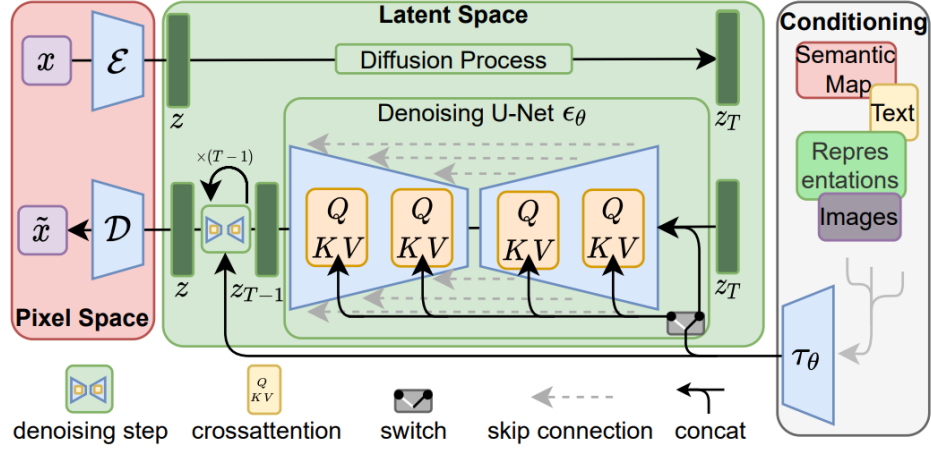 Latent Space
Conditioning
x
ℰ
Diffusion Process
Semantic
Map
Text
z
z_T
Denoising U-Net ϵ_θ
Repres
entations
Images
×(T−1)
Q
KV
Q
KV
Q
KV
Q
KV
x̃
𝒟
z
z_{T−1}
z_T
Pixel Space
τ_θ
Q
KV
denoising step
crossattention
switch
skip connection
concat